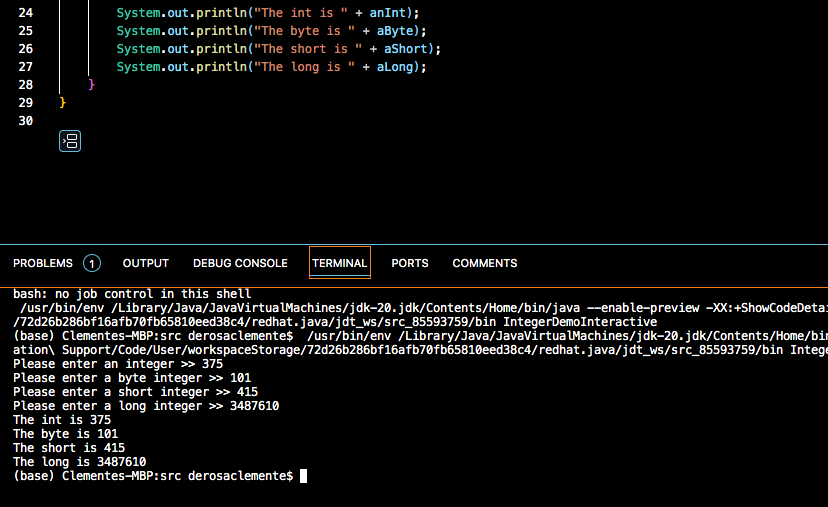 24 System.out.println("The int is " + anInt);
25 System.out.println("The byte is " + aByte);
26 System.out.println("The short is " + aShort);
27 System.out.println("The long is " + aLong);
28 }
29 }
30
PROBLEMS 1 OUTPUT DEBUG CONSOLE TERMINAL PORTS COMMENTS
bash: no job control in this shell
/usr/bin/env /Library/Java/JavaVirtualMachines/jdk-20.jdk/Contents/Home/bin/java --enable-preview -XX:+ShowCodeDetai
/72d26b286bf16afb70fb65810eed38c4/redhat.java/jdt_ws/src_85593759/bin IntegerDemoInteractive
(base) Clementes-MBP:src derosaclemente$ /usr/bin/env /Library/Java/JavaVirtualMachines/jdk-20.jdk/Contents/Home/bin
ation\ Support/Code/User/workspaceStorage/72d26b286bf16afb70fb65810eed38c4/redhat.java/jdt_ws/src_85593759/bin Intege
Please enter an integer >> 375
Please enter a byte integer >> 101
Please enter a short integer >> 415
Please enter a long integer >> 3487610
The int is 375
The byte is 101
The short is 415
The long is 3487610
(base) Clementes-MBP:src derosaclemente$